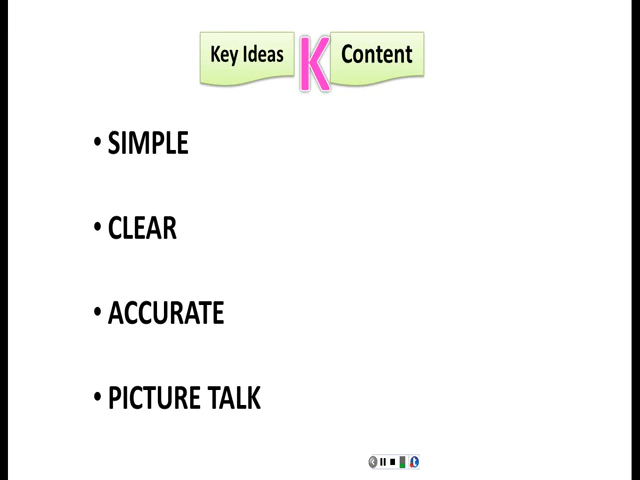 Key Ideas K Content
• SIMPLE
• CLEAR
• ACCURATE
• PICTURE TALK